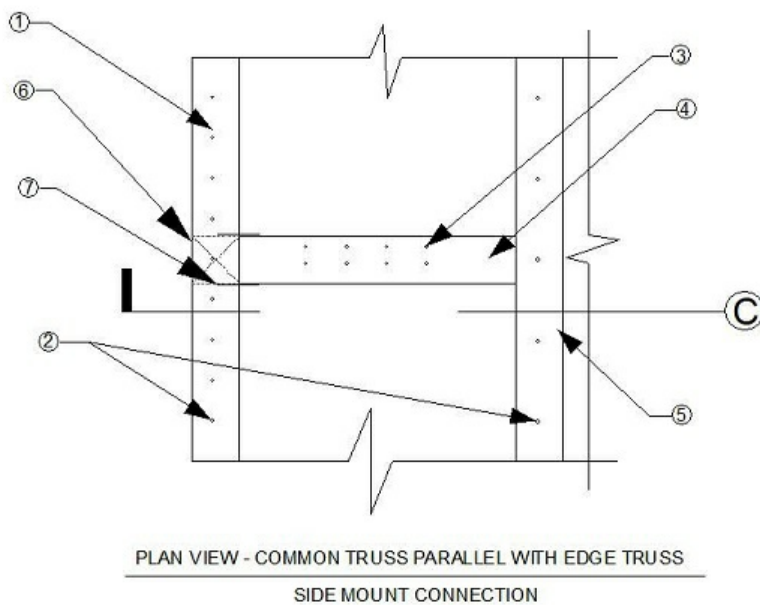 ①
③
⑥
④
⑦
C
②
⑤
PLAN VIEW - COMMON TRUSS PARALLEL WITH EDGE TRUSS
SIDE MOUNT CONNECTION